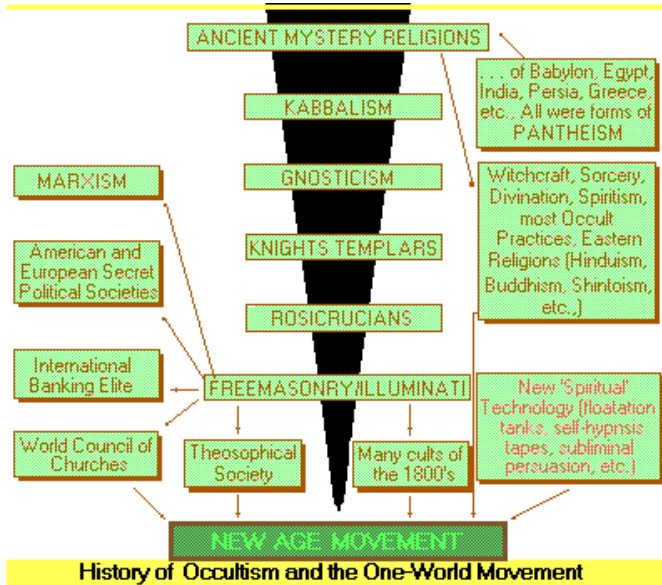 ANCIENT MYSTERY RELIGIONS
. . . of Babylon, Egypt,
India, Persia, Greece,
etc., All were forms of
PANTHEISM
KABBALISM
GNOSTICISM
KNIGHTS TEMPLARS
ROSICRUCIANS
Witchcraft, Sorcery,
Divination, Spiritism,
most Occult
Practices, Eastern
Religions (Hinduism,
Buddhism, Shintoism,
etc.,)
MARXISM
American and
European Secret
Political Societies
International
Banking Elite
World Council of
Churches
FREEMASONRY/ILLUMINATI
Theosophical
Society
Many cults of
the 1800's
New 'Spiritual'
Technology (floatation
tanks, self-hypnsis
tapes, subliminal
persuasion, etc.)
NEW AGE MOVEMENT
History of Occultism and the One-World Movement